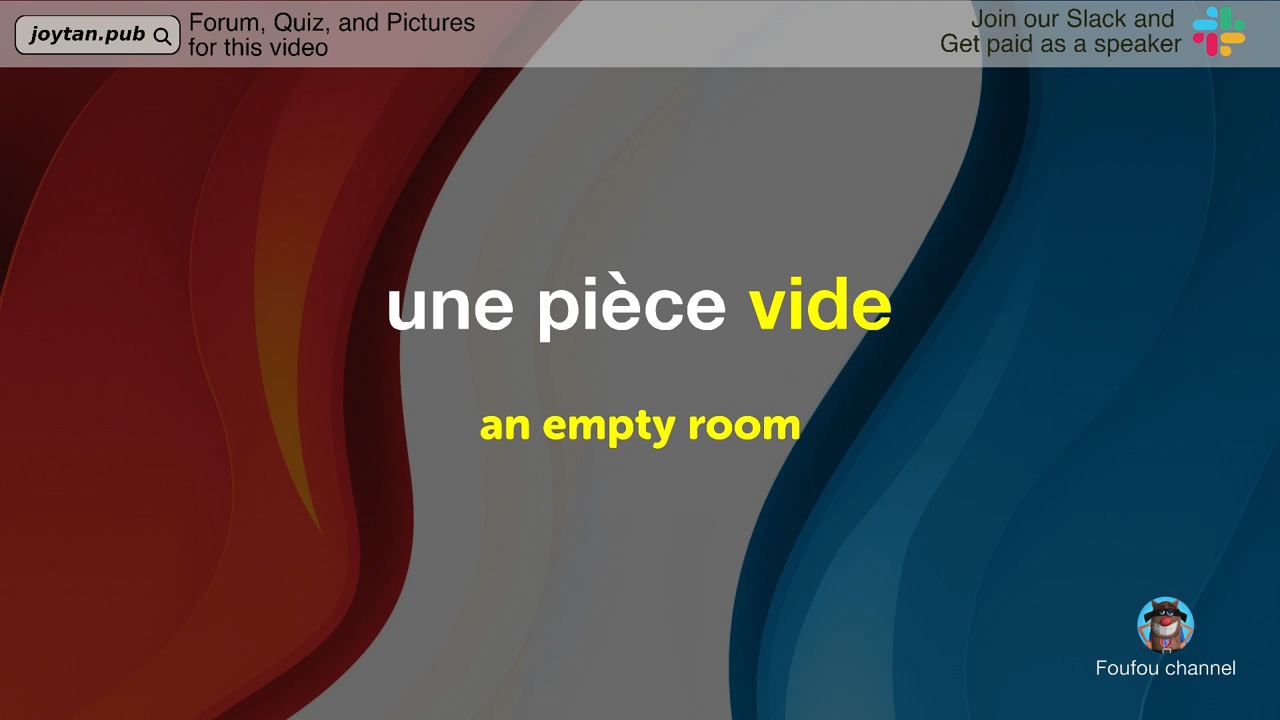 joytan.pub
Forum, Quiz, and Pictures
for this video
Join our Slack and
Get paid as a speaker
une pièce vide
an empty room
Foufou channel